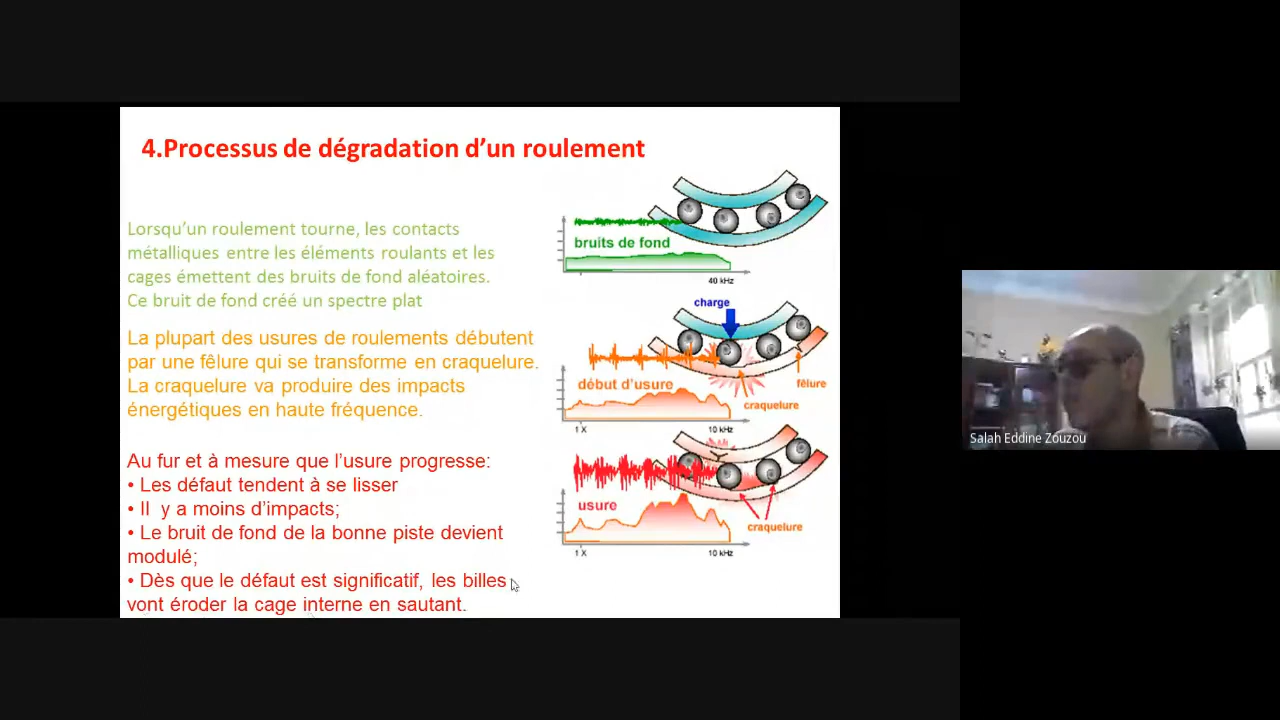 4.Processus de dégradation d’un roulement
Lorsqu’un roulement tourne, les contacts
métalliques entre les éléments roulants et les
cages émettent des bruits de fond aléatoires.
Ce bruit de fond créé un spectre plat
La plupart des usures de roulements débutent
par une fêlure qui se transforme en craquelure.
La craquelure va produire des impacts
énergétiques en haute fréquence.
Au fur et à mesure que l’usure progresse:
• Les défaut tendent à se lisser
• Il y a moins d’impacts;
• Le bruit de fond de la bonne piste devient
modulé;
• Dès que le défaut est significatif, les billes
vont éroder la cage interne en sautant.
bruits de fond
40 kHz
charge
début d’usure
fêlure
craquelure
1 X
10 kHz
usure
craquelure
1 X
10 kHz
Salah Eddine Zouzou